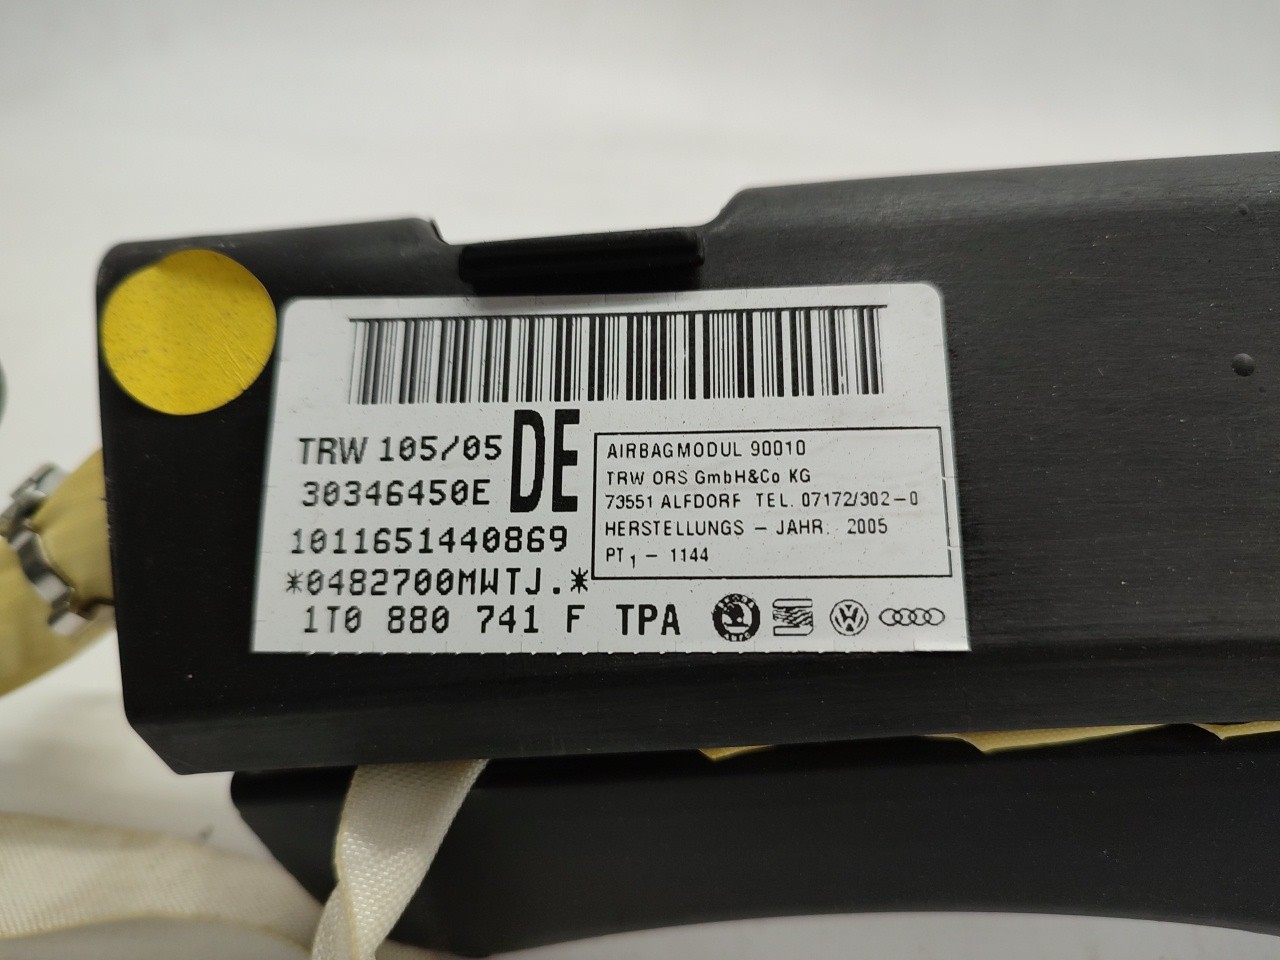 TRW 105/05
DE
30346450E
1011651440869
*0482700MWTJ.*
1T0 880 741 F TPA
AIRBAGMODUL 90010
TRW ORS GmbH&Co KG
73551 ALFDORF TEL. 07172/302-0
HERSTELLUNGS - JAHR: 2005
PT1 - 1144